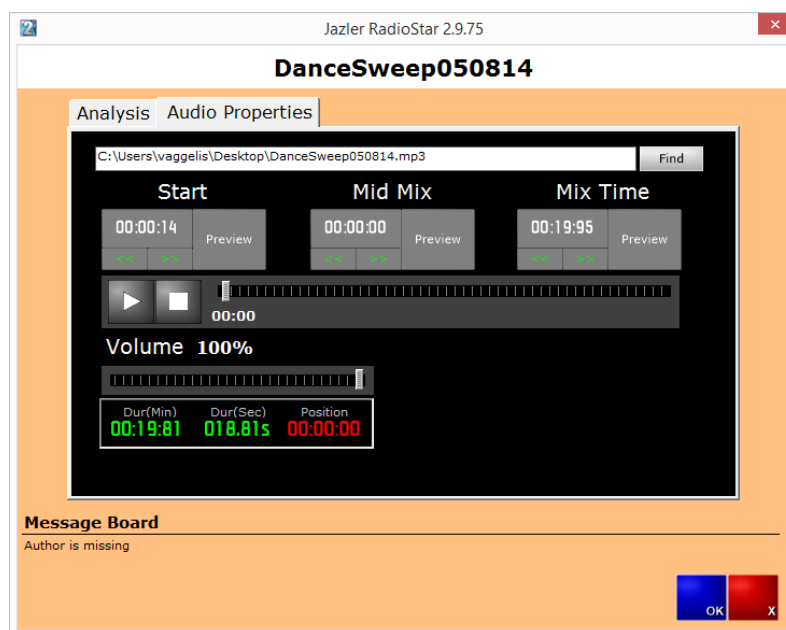 Jazler RadioStar 2.9.75
DanceSweep050814
Analysis Audio Properties
C:\Users\vaggelis\Desktop\DanceSweep050814.mp3 Find
Start Mid Mix Mix Time
00:00:14 Preview 00:00:00 Preview 00:19:95 Preview
<< >> << >> << >>
00:00
Volume 100%
Dur(Min) Dur(Sec) Position
00:19:81 018.81s 00:00:00
Message Board
Author is missing
OK X